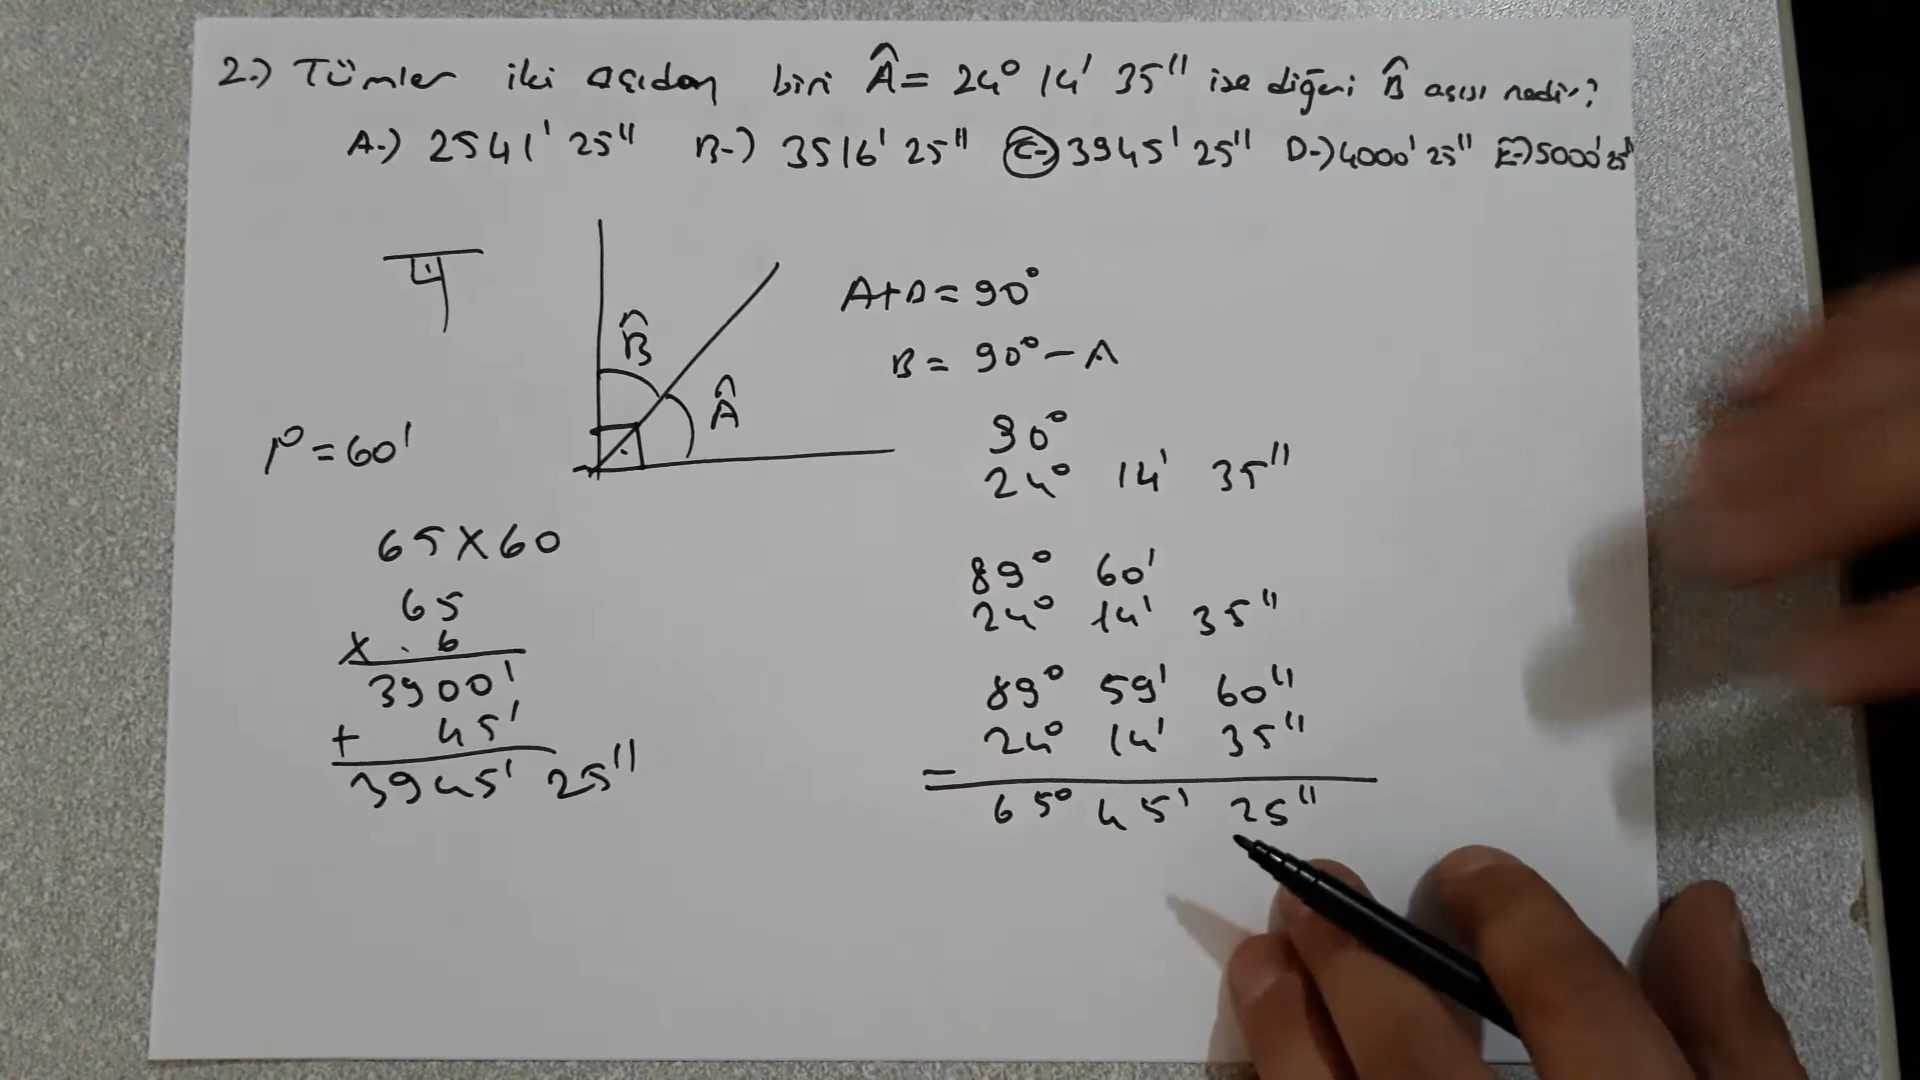 2.) Tümler iki açıdan biri Â = 24° 14' 35'' ise diğeri B̂ açısı nedir?
A-) 2541' 25'' B-) 3516' 25'' C-) 3945' 25'' D-) 4000' 25'' E-) 5000' 25''
B̂
Â
A+B = 90°
B = 90° - A
90°
24° 14' 35''
89° 60'
24° 14' 35''
89° 59' 60''
24° 14' 35''
=
65° 45' 25''
1° = 60'
65 X 60
65
X . 6
3900'
+ 45'
3945' 25''